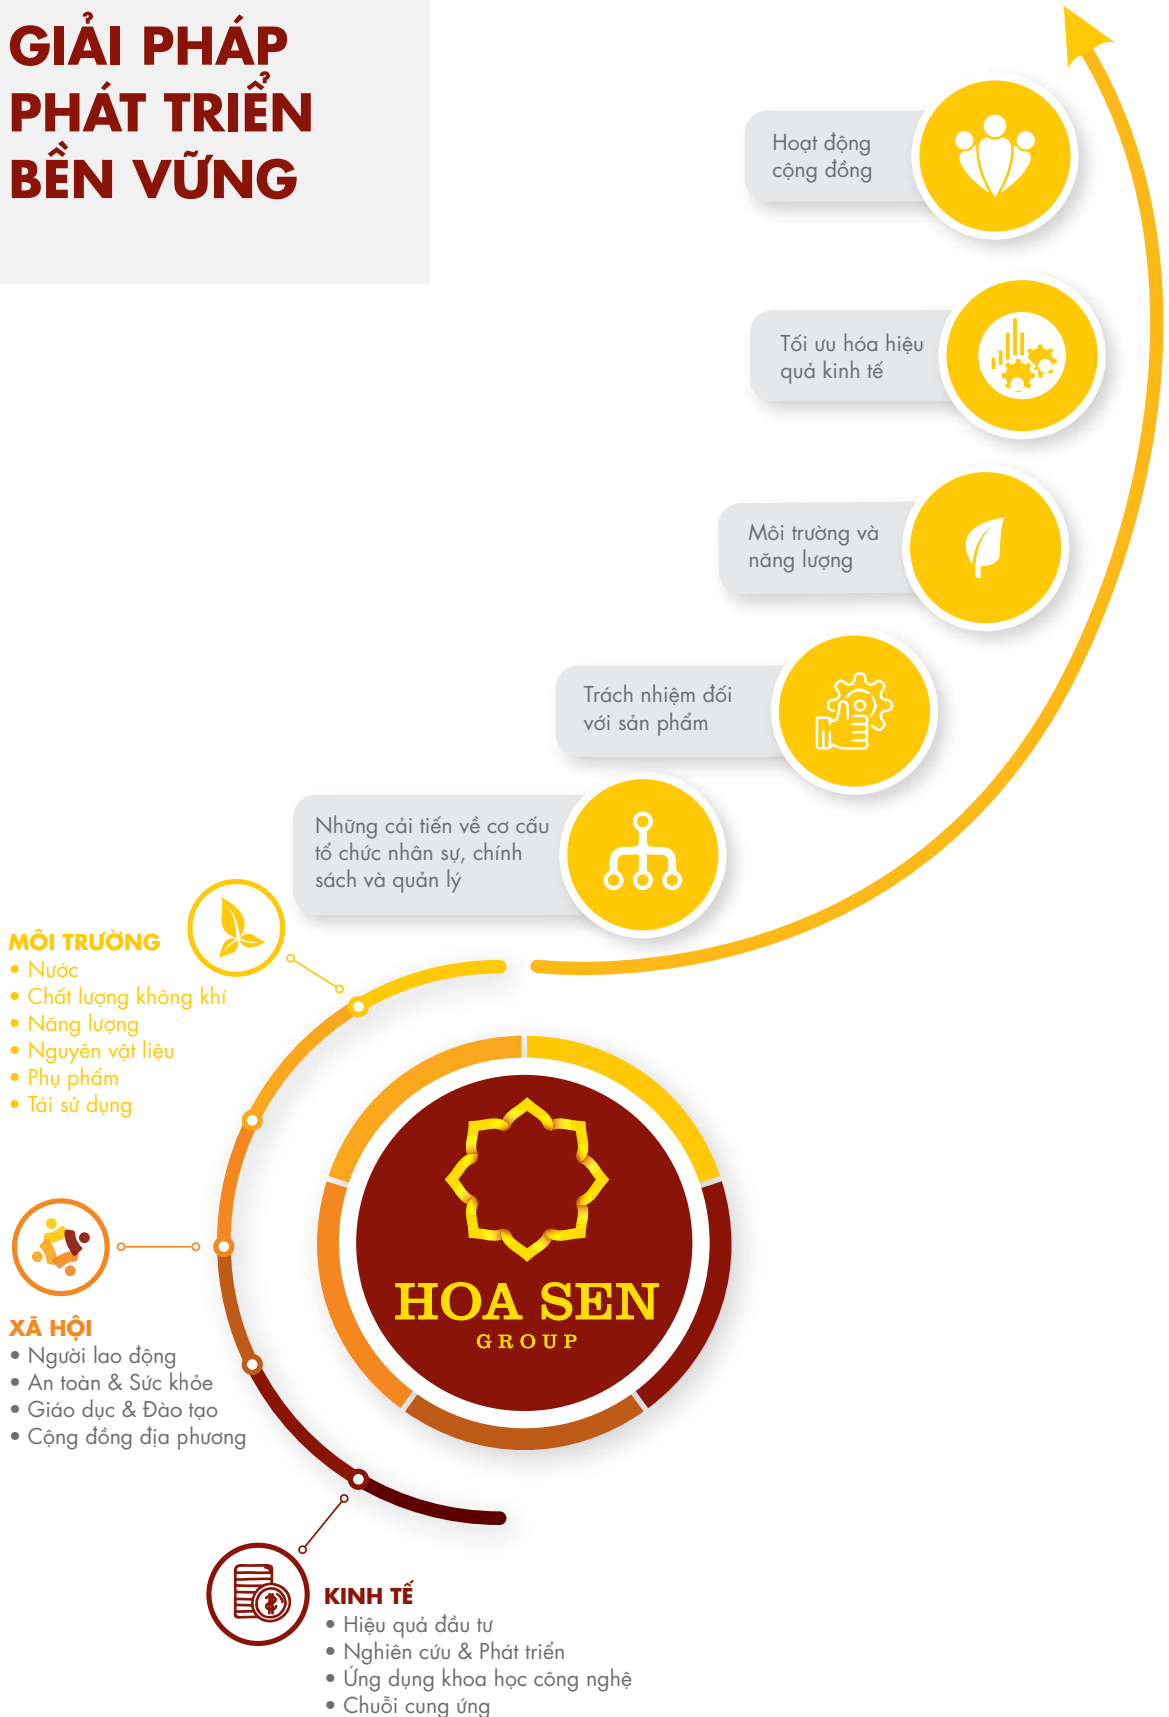 GIẢI PHÁP
PHÁT TRIỂN
BỀN VỮNG
Hoạt động
cộng đồng
Tối ưu hóa hiệu
quả kinh tế
Môi trường và
năng lượng
Trách nhiệm đối
với sản phẩm
Những cải tiến về cơ cấu
tổ chức nhân sự, chính
sách và quản lý
MÔI TRƯỜNG
• Nước
• Chất lượng không khí
• Năng lượng
• Nguyên vật liệu
• Phụ phẩm
• Tái sử dụng
HOA SEN
GROUP
XÃ HỘI
• Người lao động
• An toàn & Sức khỏe
• Giáo dục & Đào tạo
• Cộng đồng địa phương
KINH TẾ
• Hiệu quả đầu tư
• Nghiên cứu & Phát triển
• Ứng dụng khoa học công nghệ
• Chuỗi cung ứng